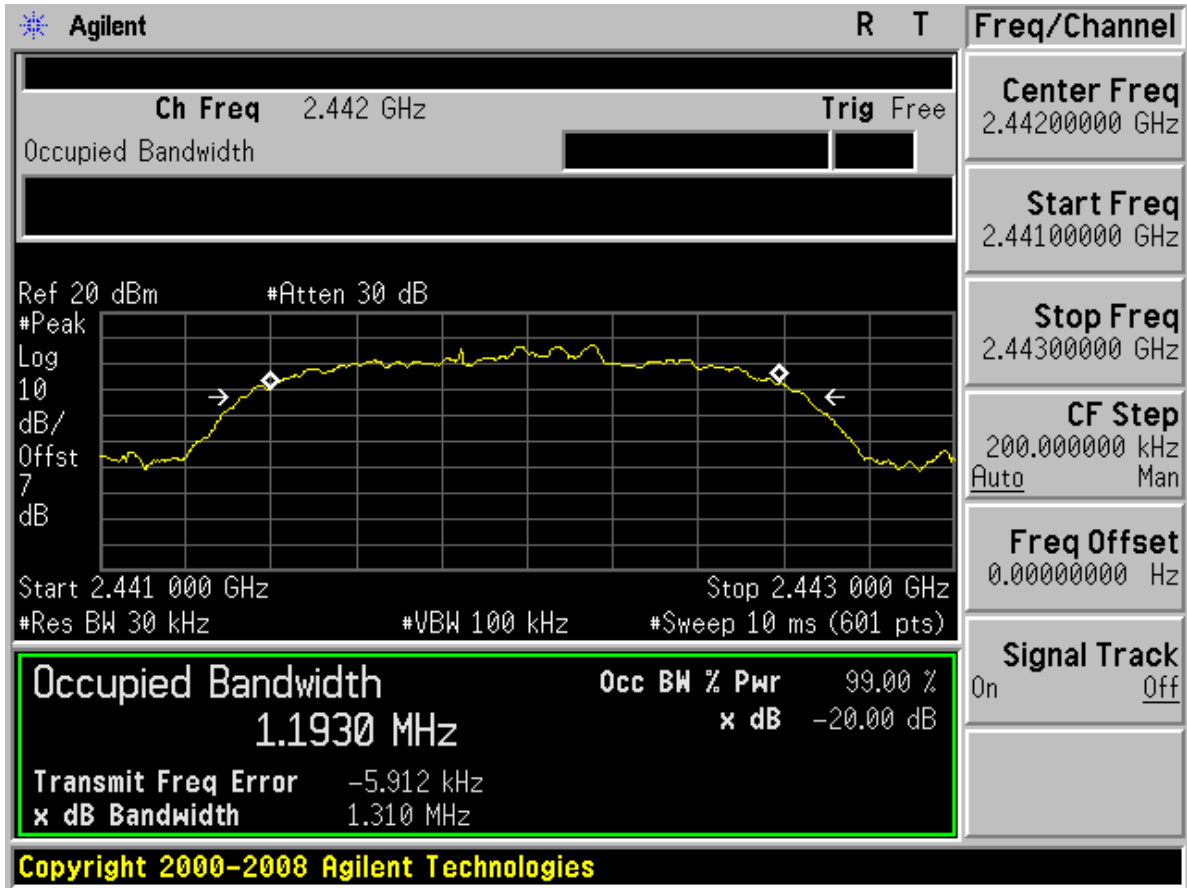 Agilent R T
Freq/Channel
Ch Freq 2.442 GHz Trig Free
Occupied Bandwidth
Center Freq
2.44200000 GHz
Start Freq
2.44100000 GHz
Stop Freq
2.44300000 GHz
CF Step
200.000000 kHz
Auto Man
Freq Offset
0.00000000 Hz
Signal Track
On Off
Ref 20 dBm #Atten 30 dB
#Peak
Log
10
dB/
Offst
7
dB
Start 2.441 000 GHz Stop 2.443 000 GHz
#Res BW 30 kHz #VBW 100 kHz #Sweep 10 ms (601 pts)
Occupied Bandwidth
1.1930 MHz
Occ BW % Pwr 99.00 %
x dB -20.00 dB
Transmit Freq Error -5.912 kHz
x dB Bandwidth 1.310 MHz
Copyright 2000-2008 Agilent Technologies